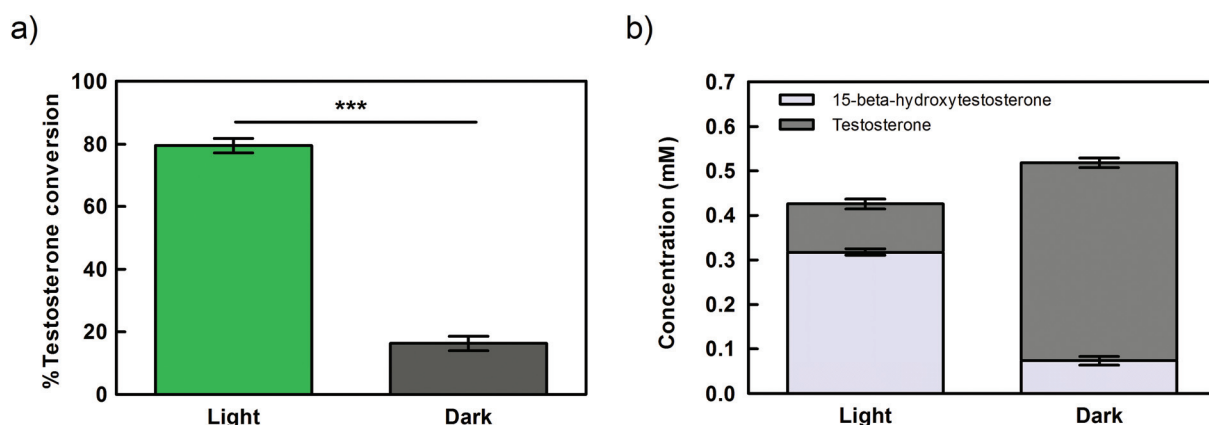 a)
%Testosterone conversion
100
80
60
40
20
0
***
Light
Dark
b)
Concentration (mM)
0.7
0.6
0.5
0.4
0.3
0.2
0.1
0.0
15-beta-hydroxytestosterone
Testosterone
Light
Dark